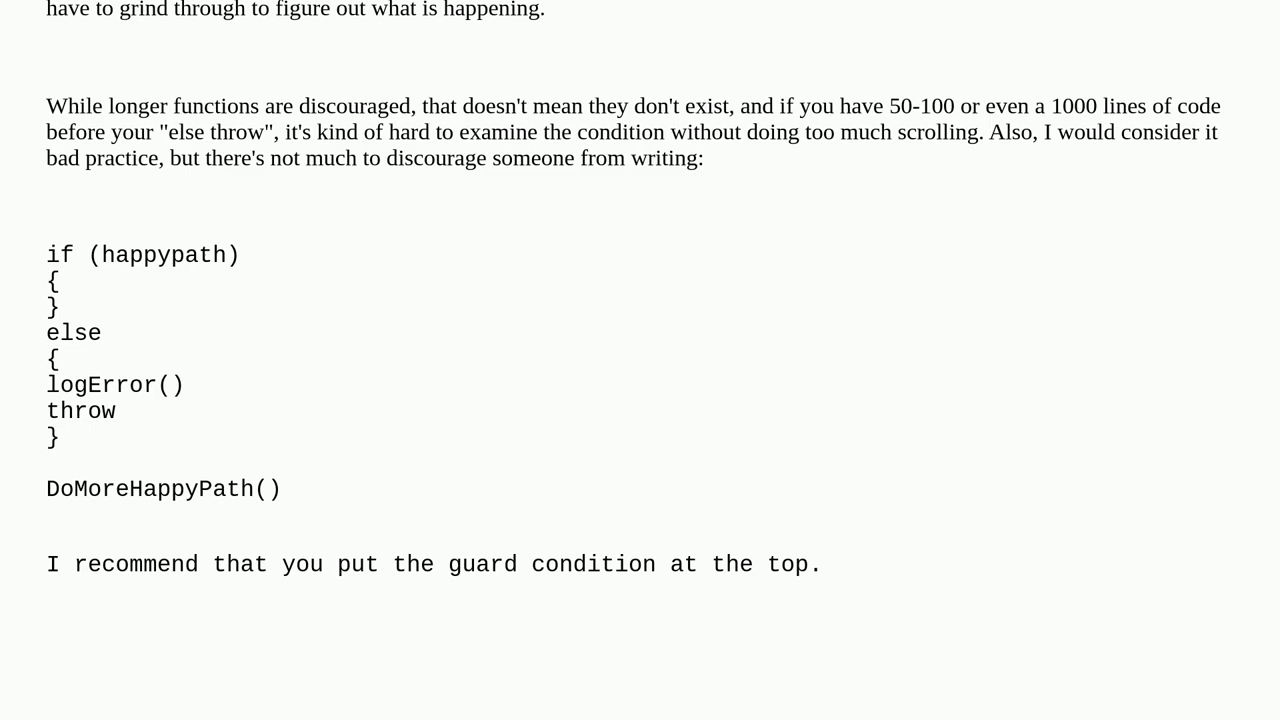 have to grind through to figure out what is happening.
While longer functions are discouraged, that doesn't mean they don't exist, and if you have 50-100 or even a 1000 lines of code
before your "else throw", it's kind of hard to examine the condition without doing too much scrolling. Also, I would consider it
bad practice, but there's not much to discourage someone from writing:
if (happypath)
{
}
else
{
logError()
throw
}
DoMoreHappyPath()
I recommend that you put the guard condition at the top.